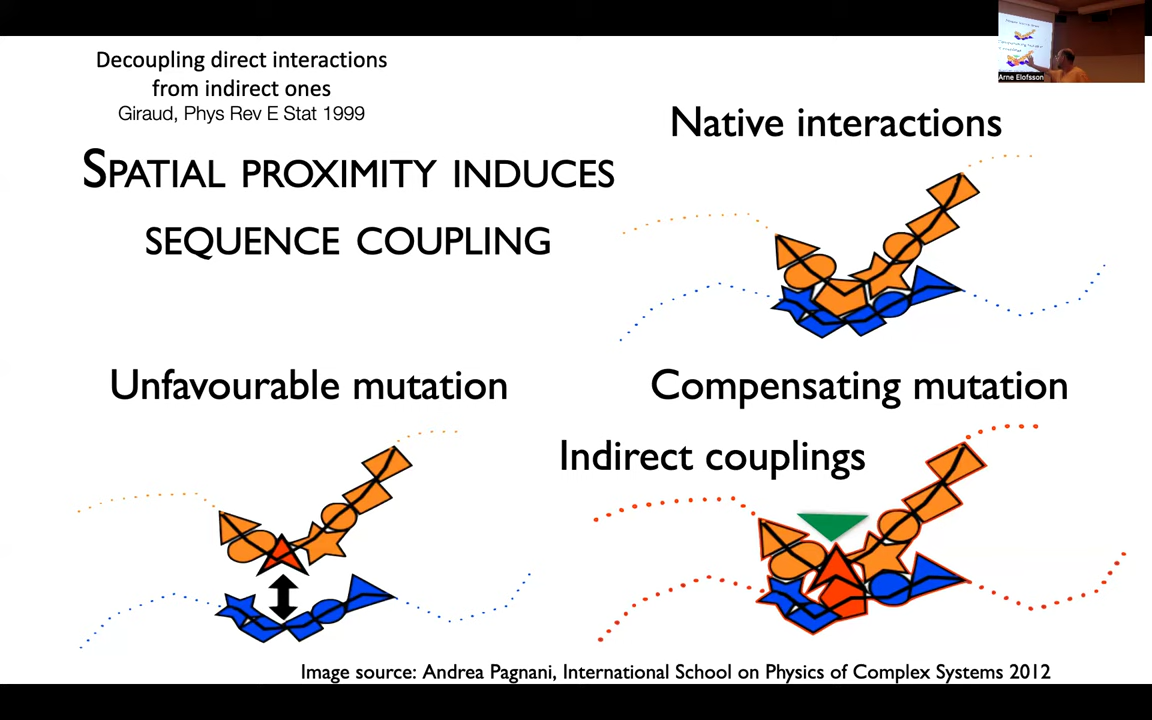 Decoupling direct interactions
from indirect ones
Giraud, Phys Rev E Stat 1999
SPATIAL PROXIMITY INDUCES
SEQUENCE COUPLING
Native interactions
Unfavourable mutation
Compensating mutation
Indirect couplings
Image source: Andrea Pagnani, International School on Physics of Complex Systems 2012
Arne Elofsson